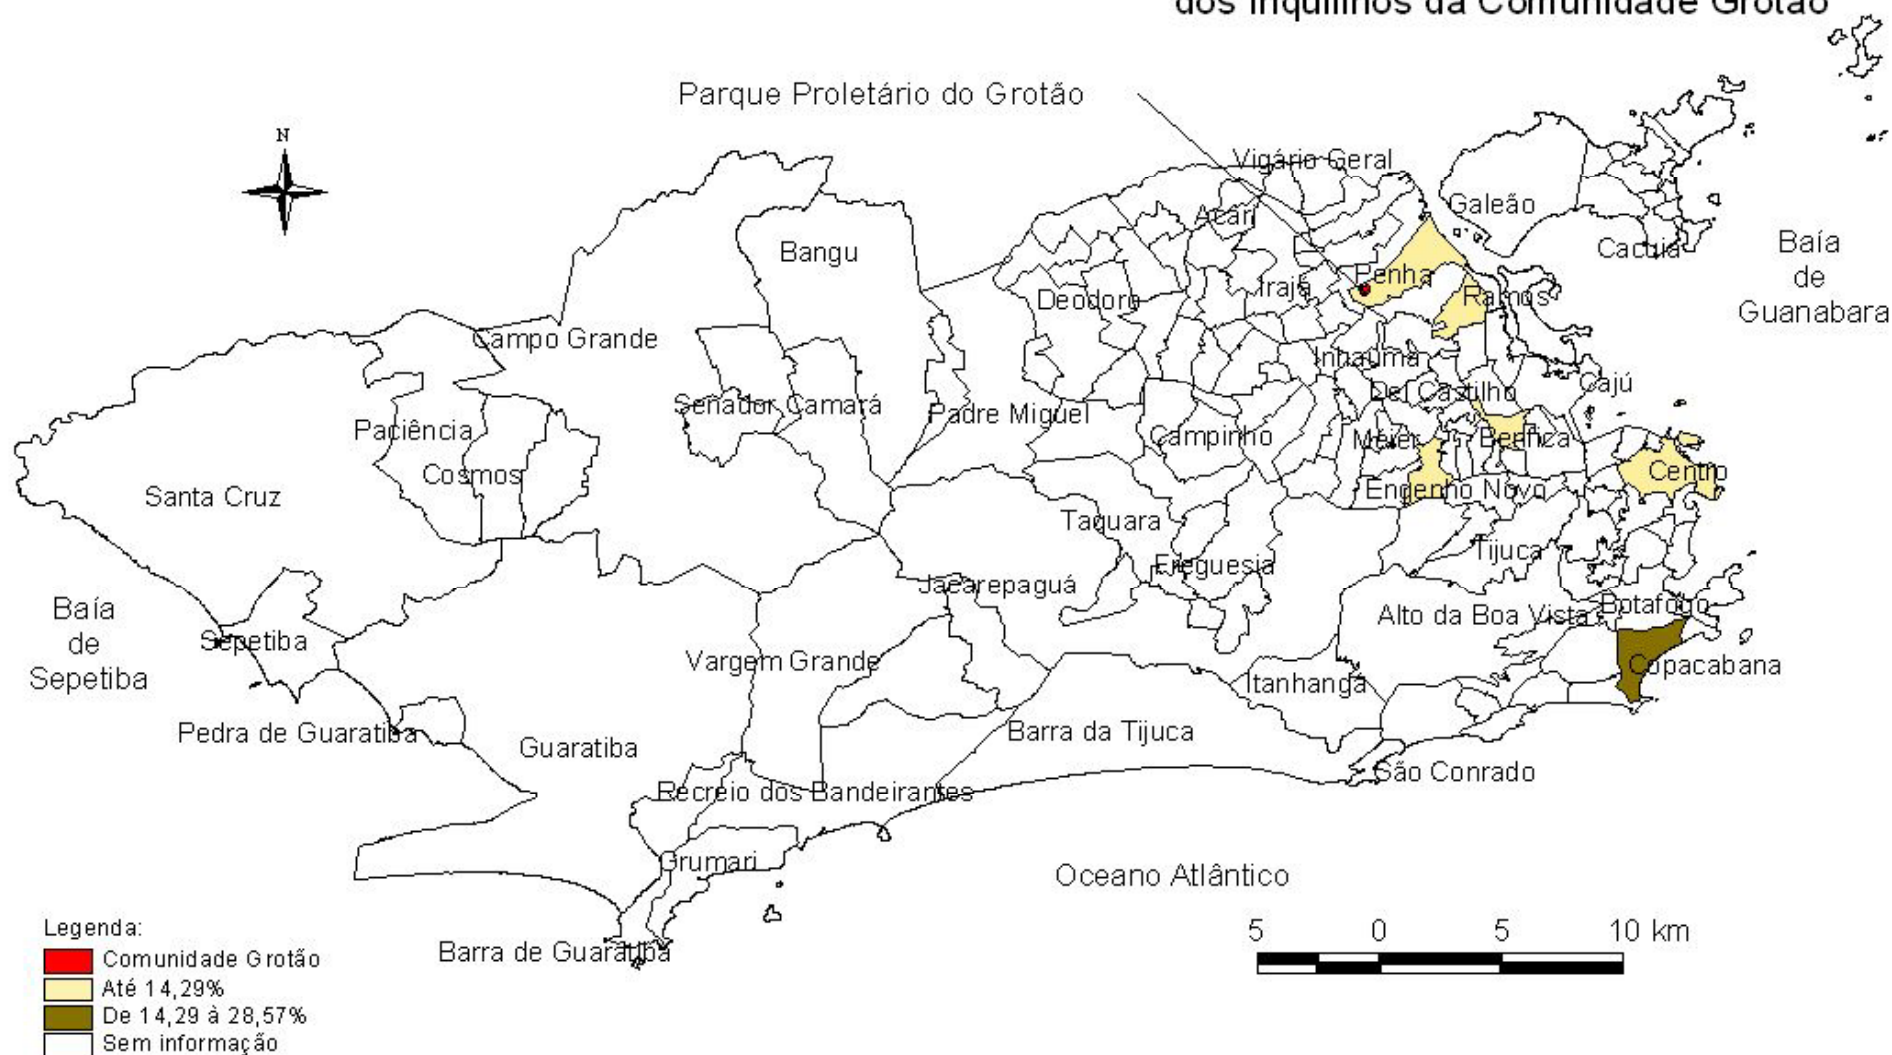 dos Inquilinos da Comunidade Grotão
Parque Proletário do Grotão
N
Vigário Geral
Acari
Galeão
Cacuia
Baía
de
Guanabara
Bangu
Deodoro
Irajá
Penha
Ramos
Campo Grande
Inhaúma
Del Castilho
Cajú
Senador Camará
Padre Miguel
Paciência
Campinho
Méier
Benfica
Cosmos
Centro
Santa Cruz
Engenho Novo
Taquara
Tijuca
Freguesia
Jacarepaguá
Baía
de
Sepetiba
Alto da Boa Vista
Botafogo
Sepetiba
Vargem Grande
Itanhangá
Copacabana
Pedra de Guaratiba
Guaratiba
Barra da Tijuca
São Conrado
Recreio dos Bandeirantes
Grumari
Oceano Atlântico
Barra de Guaratiba
5 0 5 10 km
Legenda:
Comunidade Grotão
Até 14,29%
De 14,29 à 28,57%
Sem informação